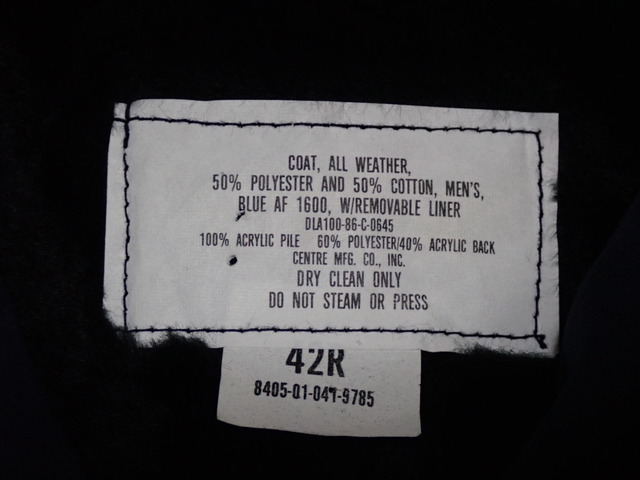 COAT, ALL WEATHER,
50% POLYESTER AND 50% COTTON, MEN'S,
BLUE AF 1600, W/REMOVABLE LINER
DLA100-86-C-0645
100% ACRYLIC PILE 60% POLYESTER/40% ACRYLIC BACK
CENTRE MFG. CO., INC.
DRY CLEAN ONLY
DO NOT STEAM OR PRESS
42R
8405-01-047-9785